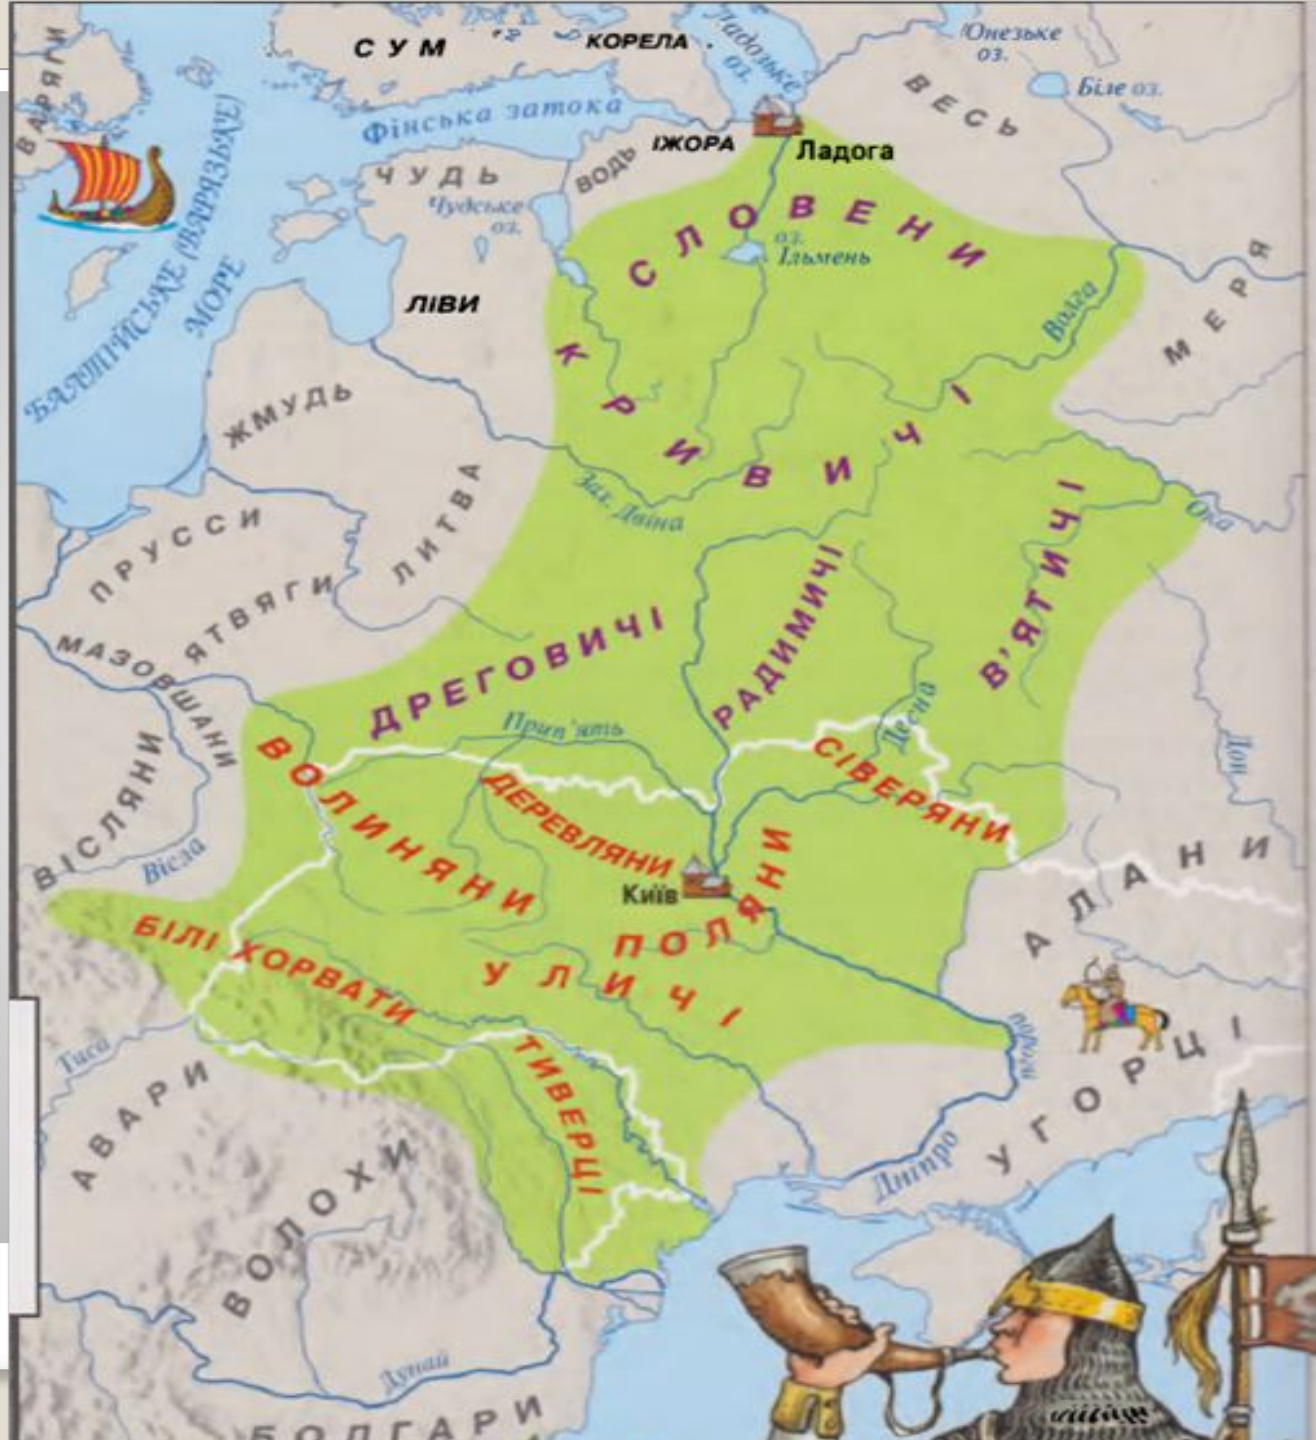 ВАРЯГИ
СУМ
КОРЕЛА
Ладозьке оз.
Онезьке оз.
Біле оз.
ВЕСЬ
Фінська затока
ІЖОРА
Ладога
ВОДЬ
ЧУДЬ
Чудське оз.
БАЛТІЙСЬКЕ (ВАРЯЗЬКЕ) МОРЕ
СЛОВЕНИ
оз. Ільмень
ЛІВИ
Волга
МЕРЯ
КРИВИЧІ
ЖМУДЬ
ЛИТВА
Зах. Двіна
Ока
В'ЯТИЧІ
ПРУССИ
ЯТВЯГИ
РАДИМИЧІ
ДРЕГОВИЧІ
МАЗОВШАНИ
Прип'ять
Десна
Дон
ВІСЛЯНИ
ВОЛИНЯНИ
ДЕРЕВЛЯНИ
СІВЕРЯНИ
Вісла
Київ
ПОЛЯНИ
АЛАНИ
БІЛІ ХОРВАТИ
УЛИЧІ
Тиса
ТИВЕРЦІ
пороги
УГОРЦІ
АВАРИ
ВОЛОХИ
Дніпро
Дунай
БОЛГАРИ